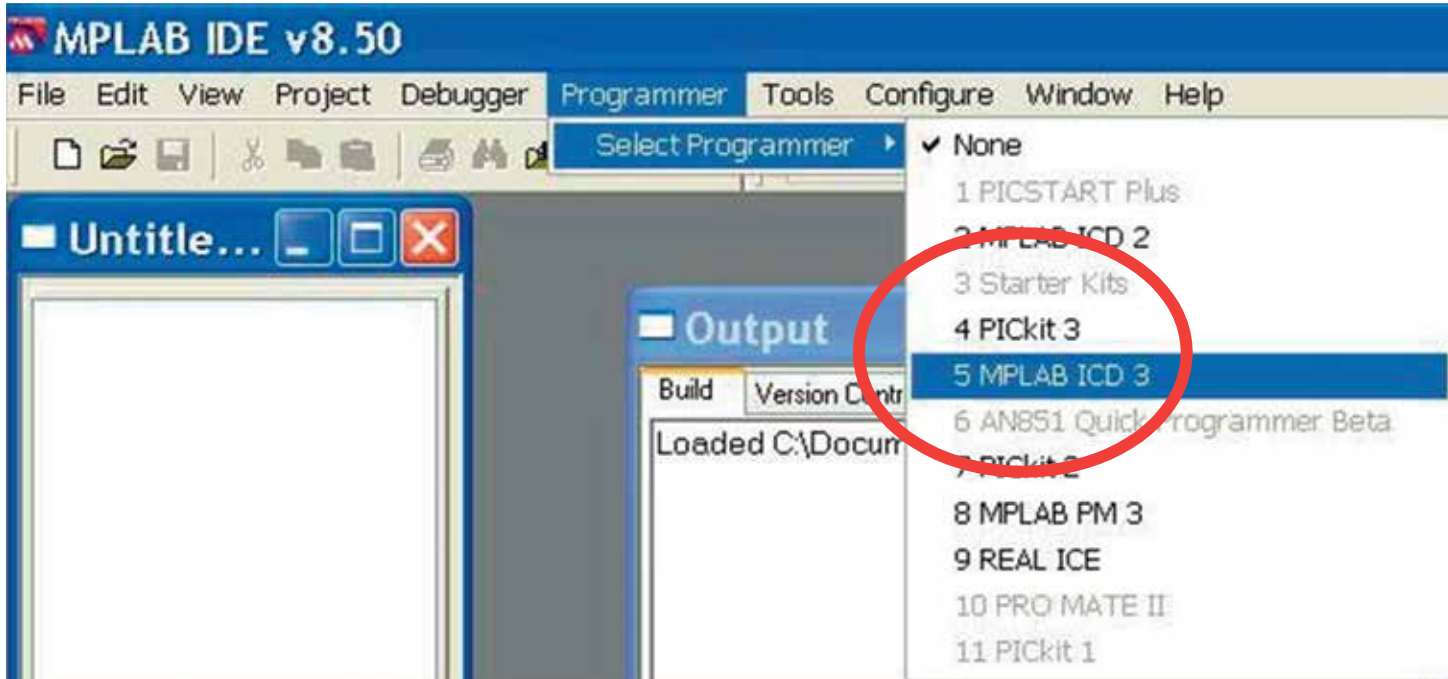 MPLAB IDE v8.50
File Edit View Project Debugger Programmer Tools Configure Window Help
Select Programmer
None
1 PICSTART Plus
2 MPLAB ICD 2
3 Starter Kits
4 PICkit 3
5 MPLAB ICD 3
6 AN851 Quick Programmer Beta
7 PICkit 2
8 MPLAB PM 3
9 REAL ICE
10 PRO MATE II
11 PICkit 1
Untitle...
Output
Build Version Contr
Loaded C:\Docum